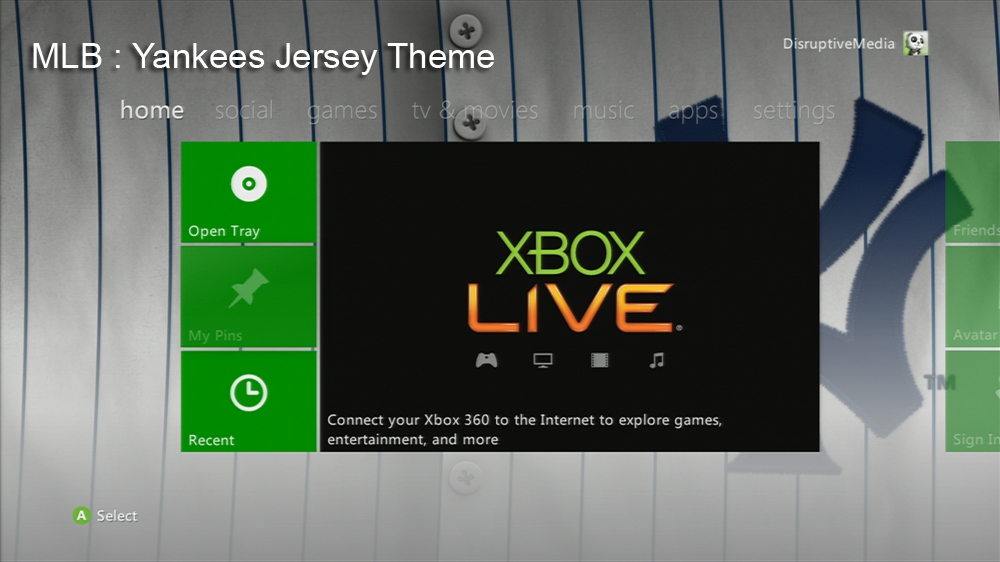 MLB : Yankees Jersey Theme
DisruptiveMedia
home social games tv & movies music apps settings
Open Tray
My Pins
Recent
XBOX
LIVE
Connect your Xbox 360 to the Internet to explore games,
entertainment, and more
Friends
Avatar
Sign In
TM
A Select